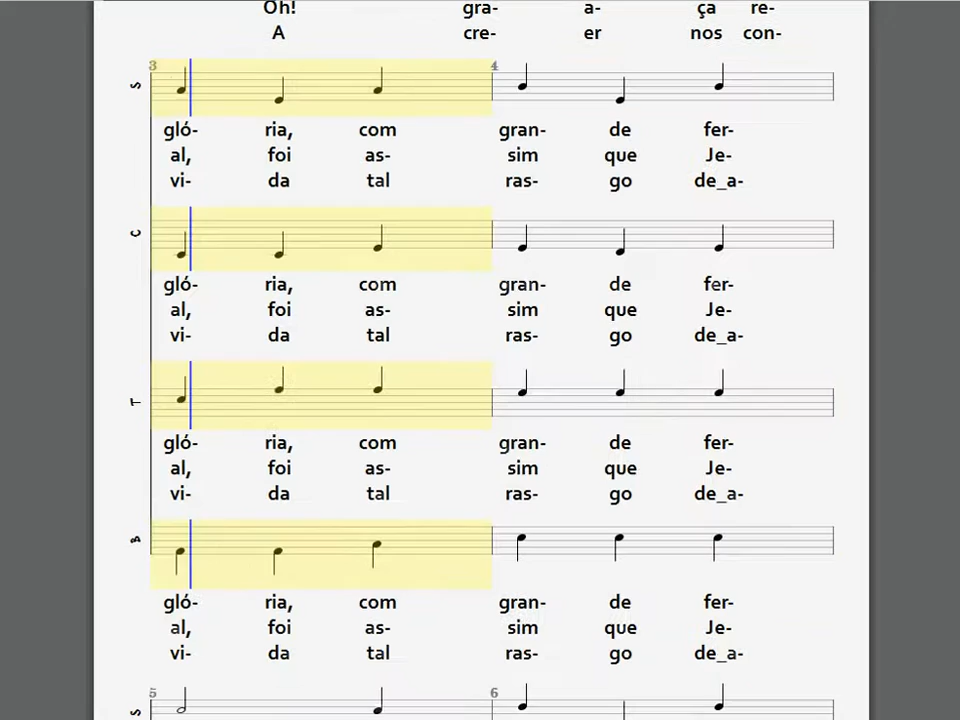 Oh! gra- a- ça re-
A cre- er nos con-
3 4
S
gló- ria, com gran- de fer-
al, foi as- sim que Je-
vi- da tal ras- go de_a-
C
gló- ria, com gran- de fer-
al, foi as- sim que Je-
vi- da tal ras- go de_a-
T
gló- ria, com gran- de fer-
al, foi as- sim que Je-
vi- da tal ras- go de_a-
B
gló- ria, com gran- de fer-
al, foi as- sim que Je-
vi- da tal ras- go de_a-
5 6
S